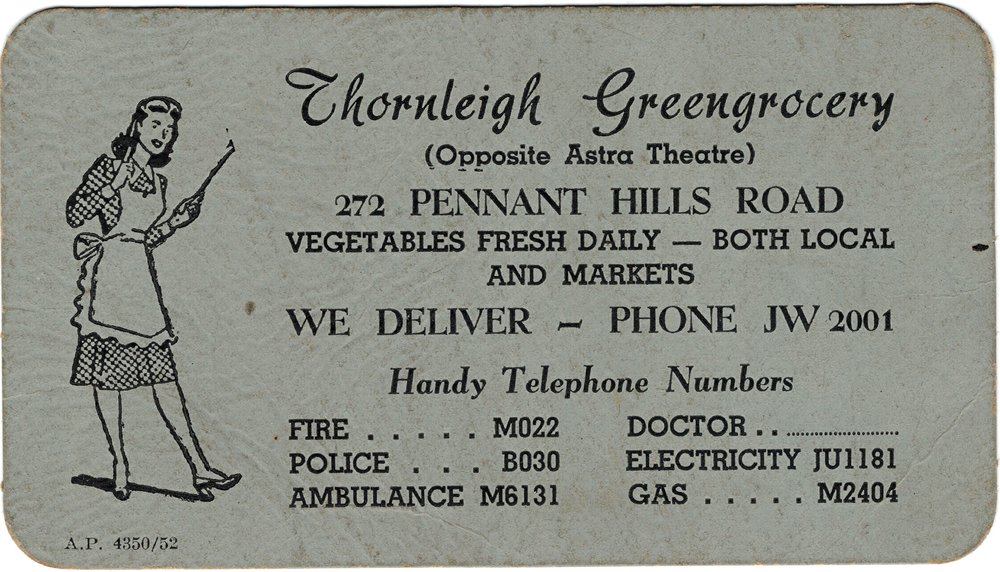 Thornleigh Greengrocery
(Opposite Astra Theatre)
272 PENNANT HILLS ROAD
VEGETABLES FRESH DAILY — BOTH LOCAL
AND MARKETS
WE DELIVER – PHONE JW 2001
Handy Telephone Numbers
FIRE . . . . . M022 DOCTOR . . ........................
POLICE . . . B030 ELECTRICITY JU1181
AMBULANCE M6131 GAS . . . . . M2404
A.P. 4350/52